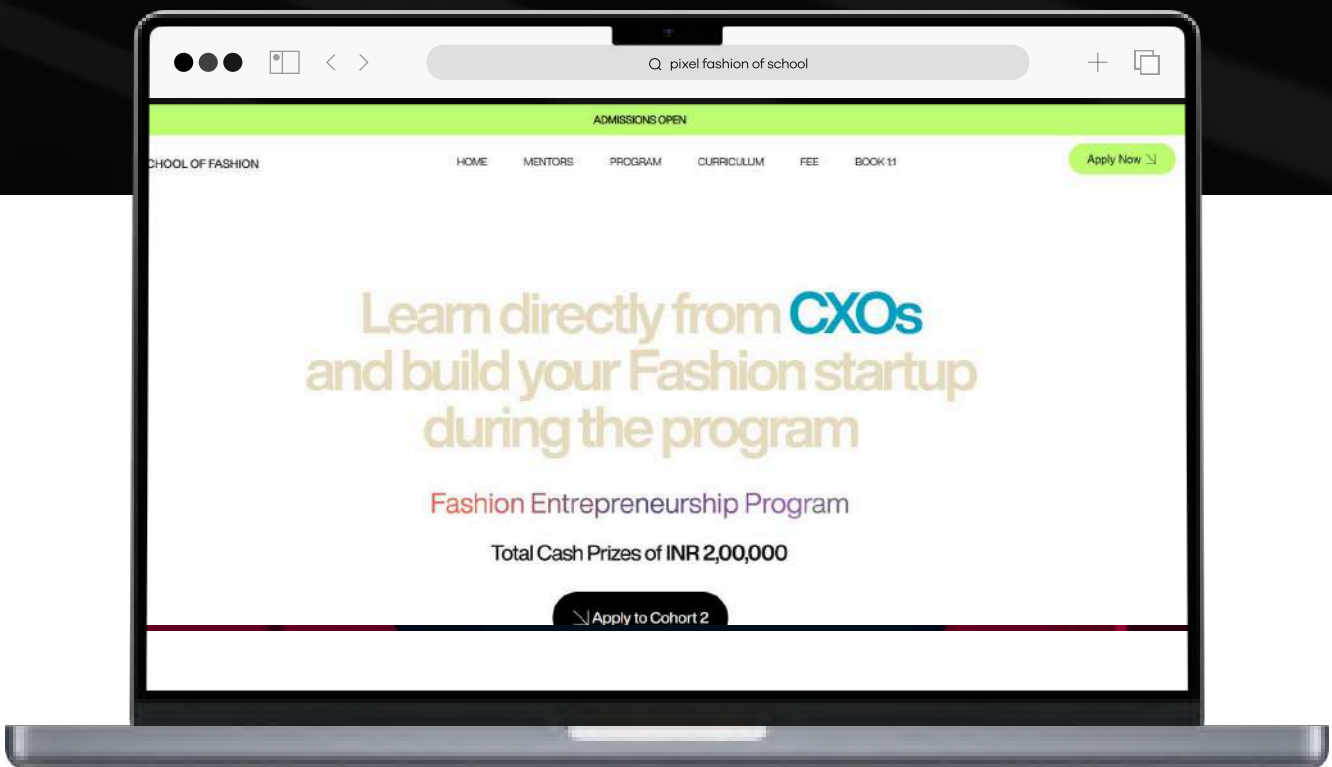 pixel fashion of school
ADMISSIONS OPEN
CHOOL OF FASHION
HOME MENTORS PROGRAM CURRICULUM FEE BOOK 1:1
Apply Now
Learn directly from CXOs
and build your Fashion startup
during the program
Fashion Entrepreneurship Program
Total Cash Prizes of INR 2,00,000
Apply to Cohort 2